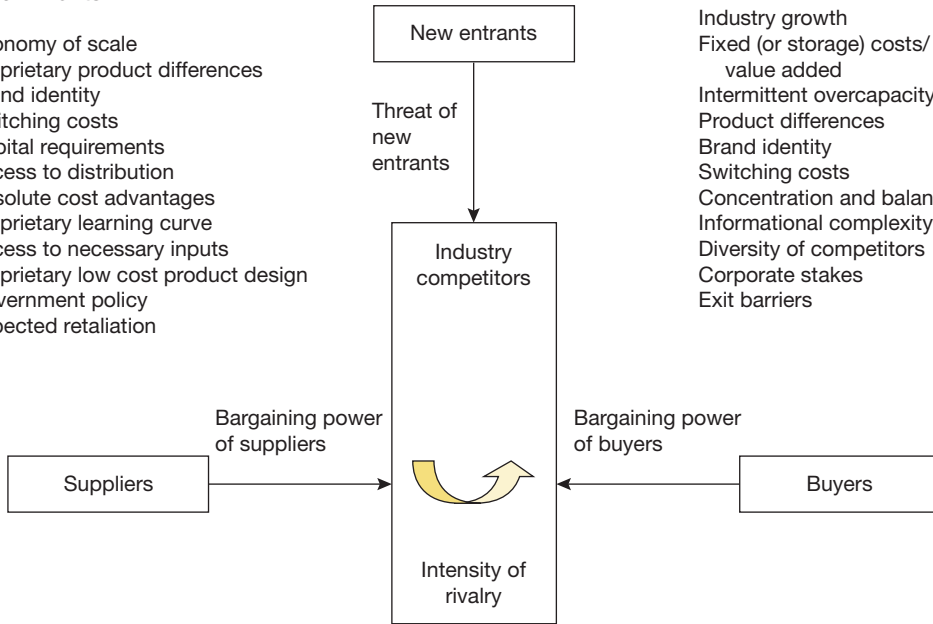 onomy of scale
prietary product differences
nd identity
itching costs
pital requirements
cess to distribution
solute cost advantages
prietary learning curve
cess to necessary inputs
prietary low cost product design
vernment policy
pected retaliation
New entrants
Threat of
new
entrants
Industry growth
Fixed (or storage) costs/
value added
Intermittent overcapacity
Product differences
Brand identity
Switching costs
Concentration and balan
Informational complexity
Diversity of competitors
Corporate stakes
Exit barriers
Industry
competitors
Bargaining power
of suppliers
Bargaining power
of buyers
Suppliers
Buyers
Intensity of
rivalry